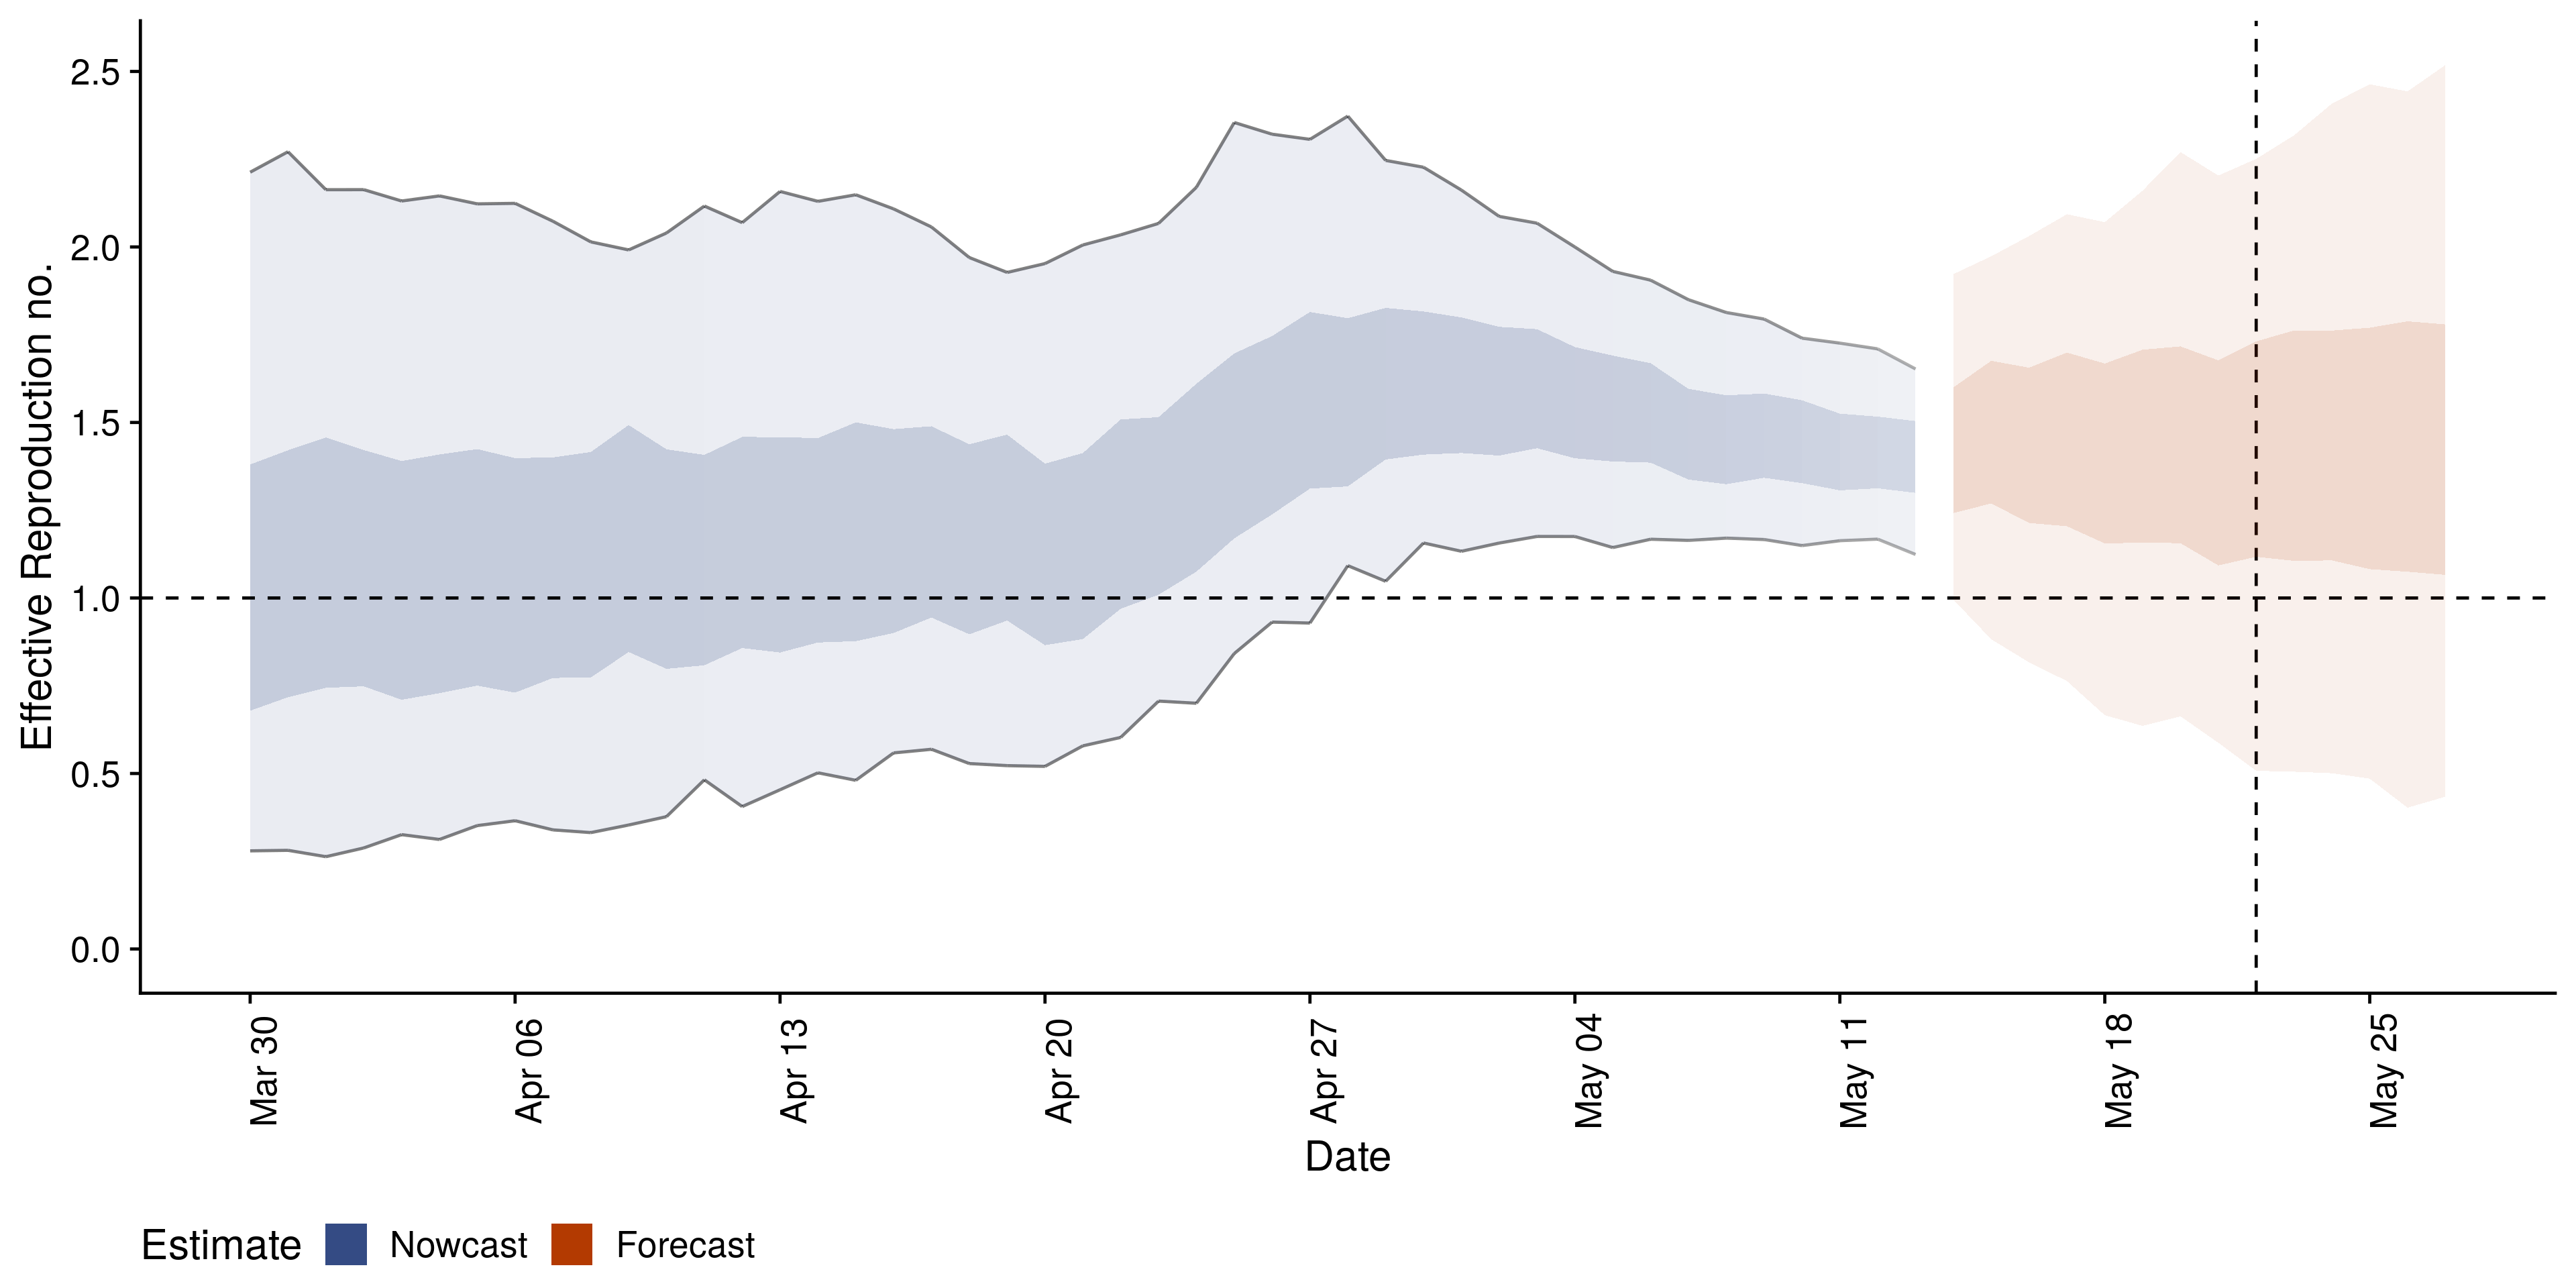 Effective Reproduction no.
2.5
2.0
1.5
1.0
0.5
0.0
Mar 30
Apr 06
Apr 13
Apr 20
Apr 27
May 04
May 11
May 18
May 25
Date
Estimate Nowcast Forecast